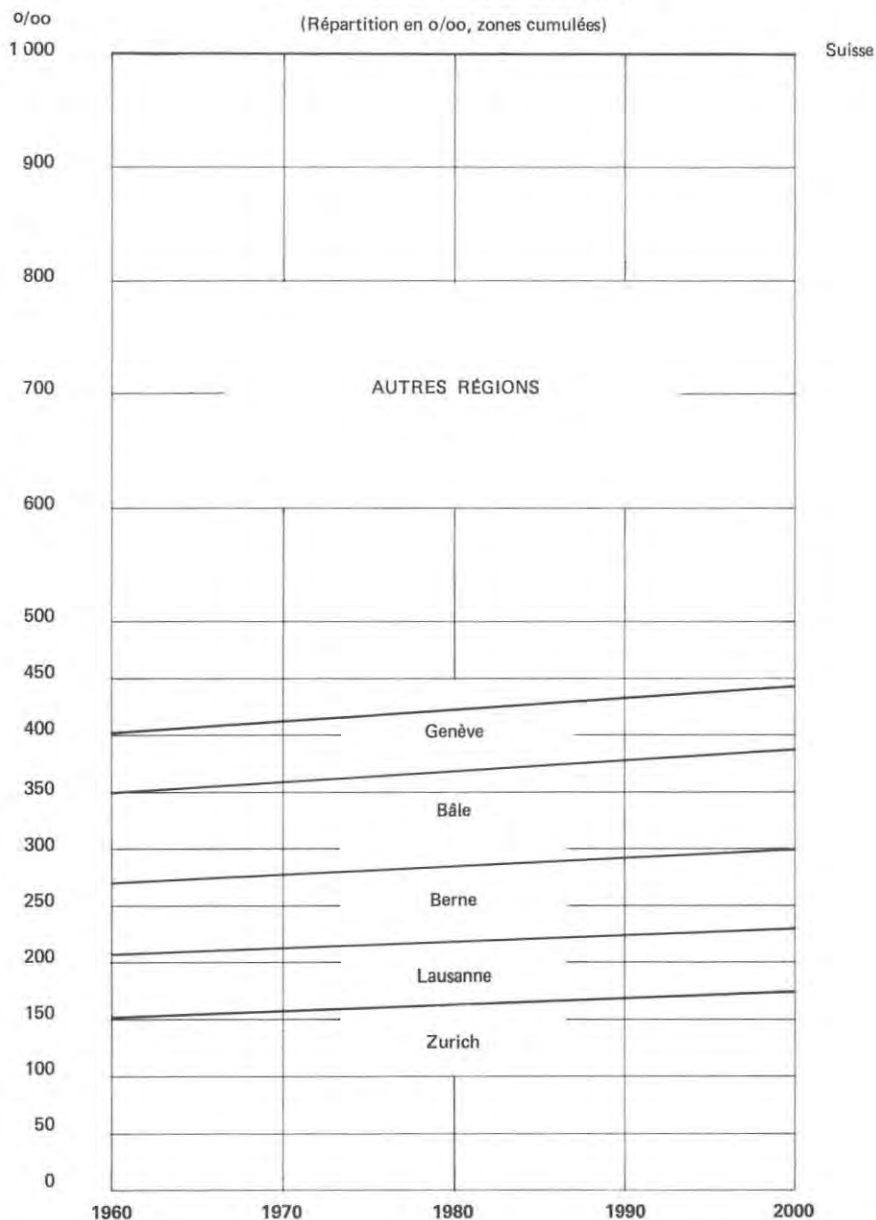 o/oo
(Répartition en o/oo, zones cumulées)
1 000
Suisse
900
800
700
AUTRES RÉGIONS
600
500
450
400
Genève
350
Bâle
300
250
Berne
200
Lausanne
150
Zurich
100
50
0
1960 1970 1980 1990 2000